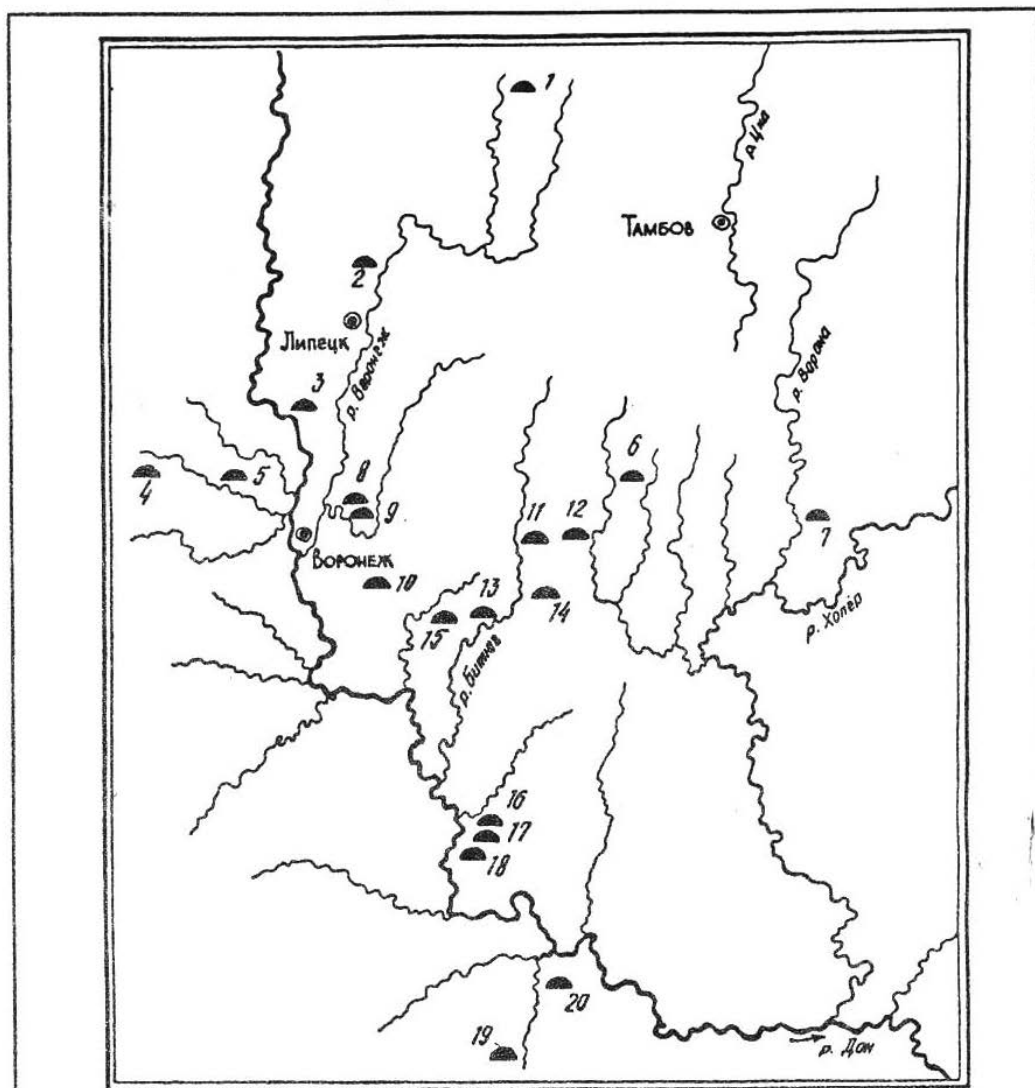 1
р. Цна
ТАМБОВ
2
Липецк
р. Воронеж
р. Ворона
3
4
5
6
7
8
9
ВОРОНЕЖ
10
11
12
13
14
15
р. Битюг
р. Хопёр
16
17
18
19
20
р. Дон